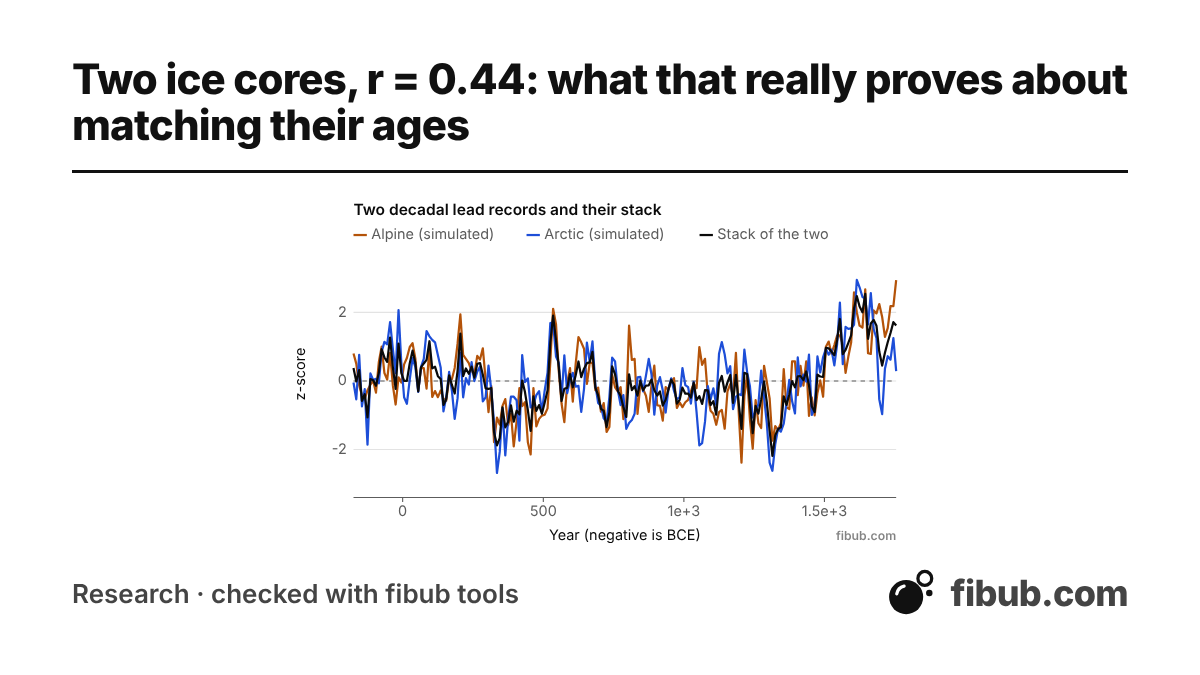 Two ice cores, r = 0.44: what that really proves about
matching their ages
Two decadal lead records and their stack
Alpine (simulated) Arctic (simulated) Stack of the two
2
0
-2
z-score
0 500 1e+3 1.5e+3
Year (negative is BCE)
fibub.com
Research · checked with fibub tools
fibub.com